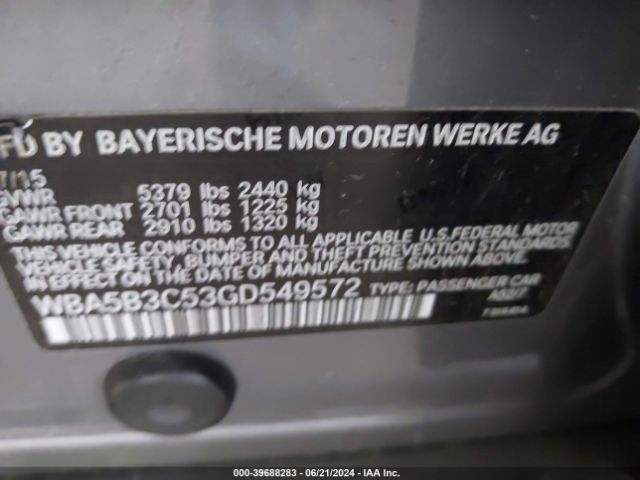 FD BY BAYERISCHE MOTOREN WERKE AG
/15
GVWR 5379 lbs 2440 kg
GAWR FRONT 2701 lbs 1225 kg
GAWR REAR 2910 lbs 1320 kg
THIS VEHICLE CONFORMS TO ALL APPLICABLE U.S.FEDERAL MOTOR
VEHICLE SAFETY, BUMPER AND THEFT PREVENTION STANDARDS
IN EFFECT ON THE DATE OF MANUFACTURE SHOWN ABOVE.
WBA5B3C53GD549572 TYPE: PASSENGER CAR
000-39688283 - 06/21/2024 - IAA Inc.